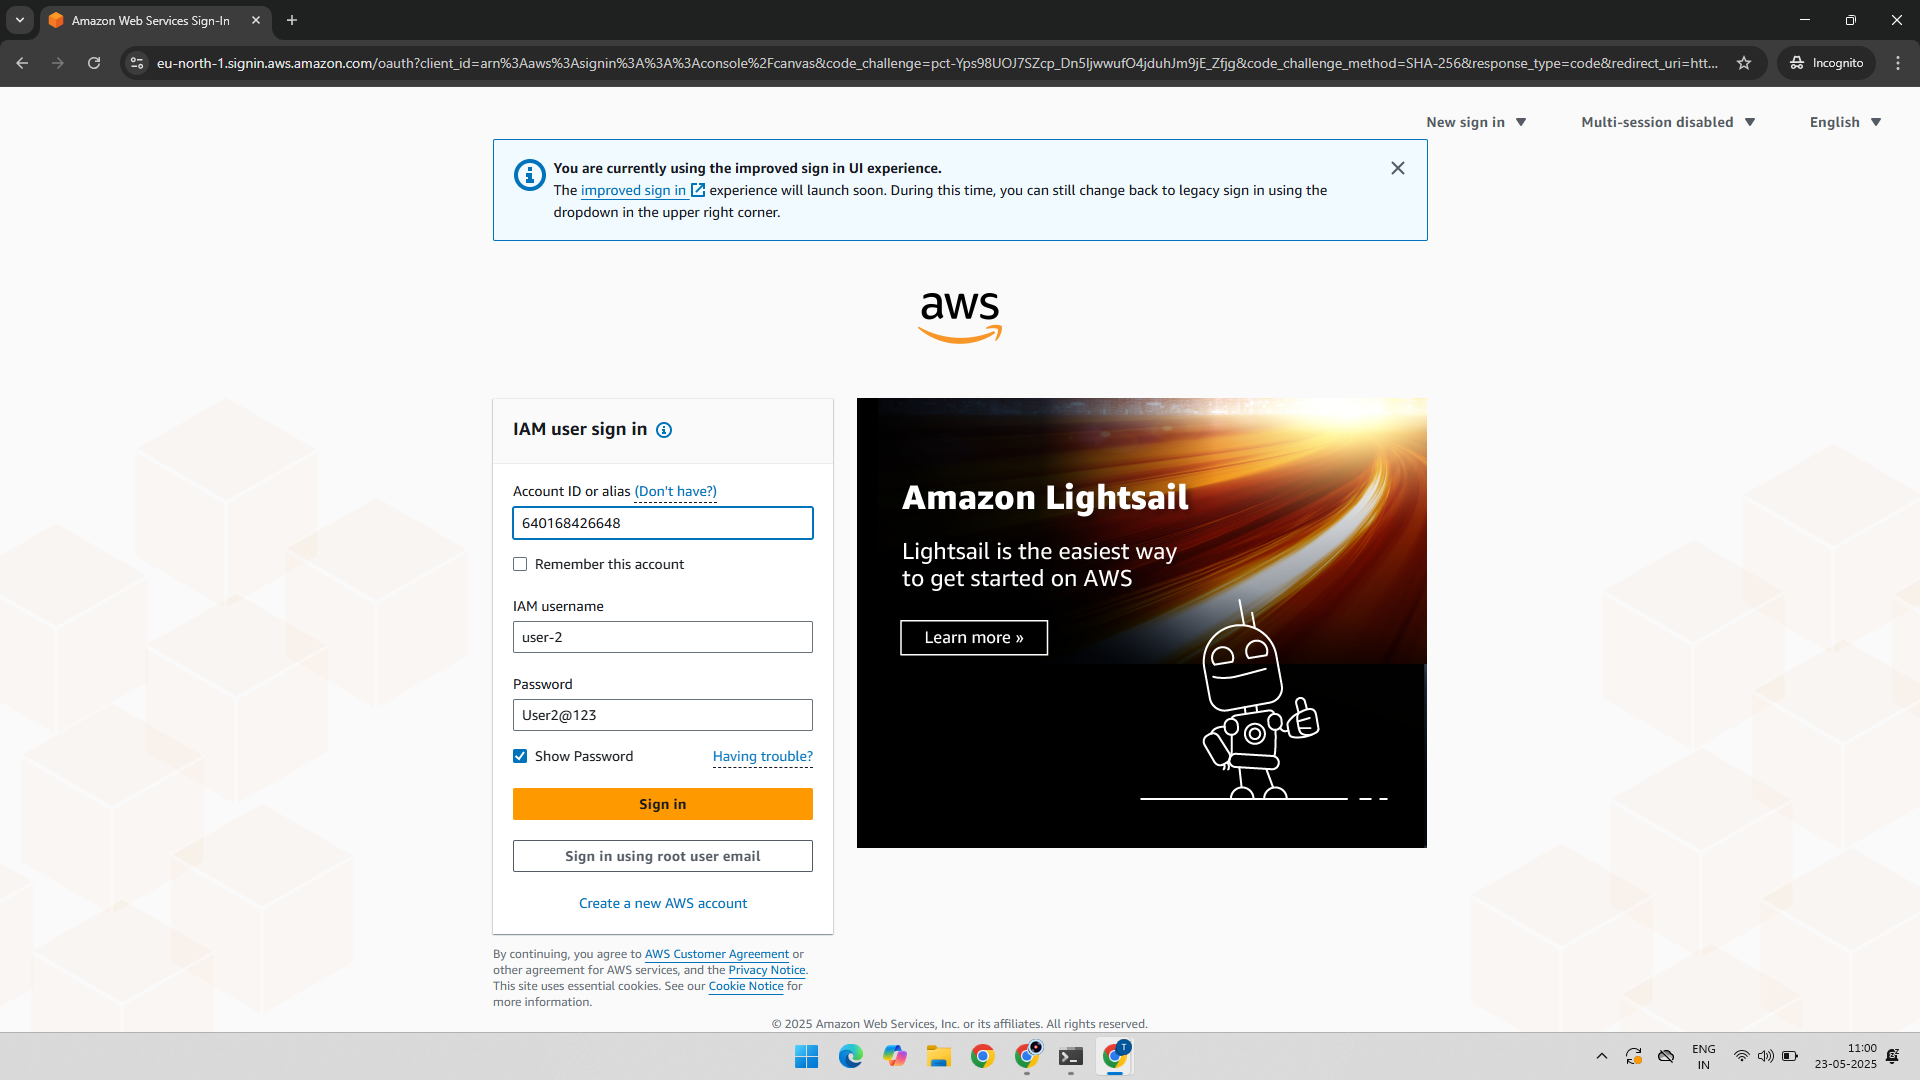 Amazon Web Services Sign-In
eu-north-1.signin.aws.amazon.com/oauth?client_id=arn%3Aaws%3Asignin%3A%3A%3Aconsole%2Fcanvas&code_challenge=pct-Yps98UOJ7SZcp_Dn5IjwwufO4jduhJm9jE_Zfjg&code_challenge_method=SHA-256&response_type=code&redirect_uri=htt...
Incognito
New sign in
Multi-session disabled
English
You are currently using the improved sign in UI experience.
The improved sign in experience will launch soon. During this time, you can still change back to legacy sign in using the
dropdown in the upper right corner.
aws
IAM user sign in
Account ID or alias (Don't have?)
640168426648
Remember this account
IAM username
user-2
Password
User2@123
Show Password
Having trouble?
Sign in
Sign in using root user email
Create a new AWS account
Amazon Lightsail
Lightsail is the easiest way
to get started on AWS
Learn more »
By continuing, you agree to AWS Customer Agreement or
other agreement for AWS services, and the Privacy Notice.
This site uses essential cookies. See our Cookie Notice for
more information.
© 2025 Amazon Web Services, Inc. or its affiliates. All rights reserved.
T
ENG
IN
11:00
23-05-2025